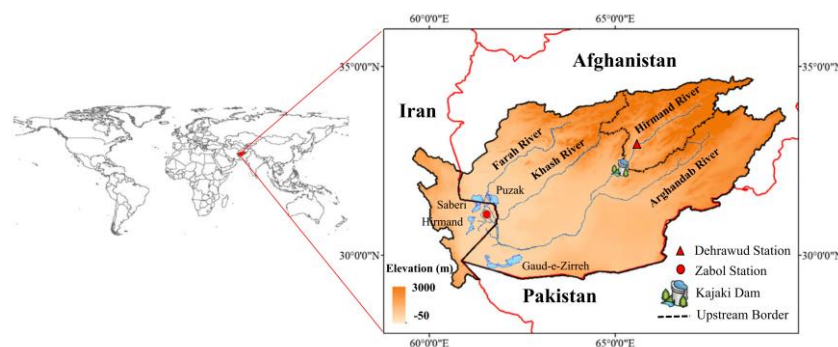 60°0'0"E
65°0'0"E
35°0'0"N
35°0'0"N
Afghanistan
Iran
Hirmand River
Farah River
Khash River
Arghandab River
Puzak
Saberi
Hirmand
30°0'0"N
30°0'0"N
Gaud-e-Zirreh
Elevation (m)
3000
-50
Pakistan
Dehrawud Station
Zabol Station
Kajaki Dam
Upstream Border
60°0'0"E
65°0'0"E